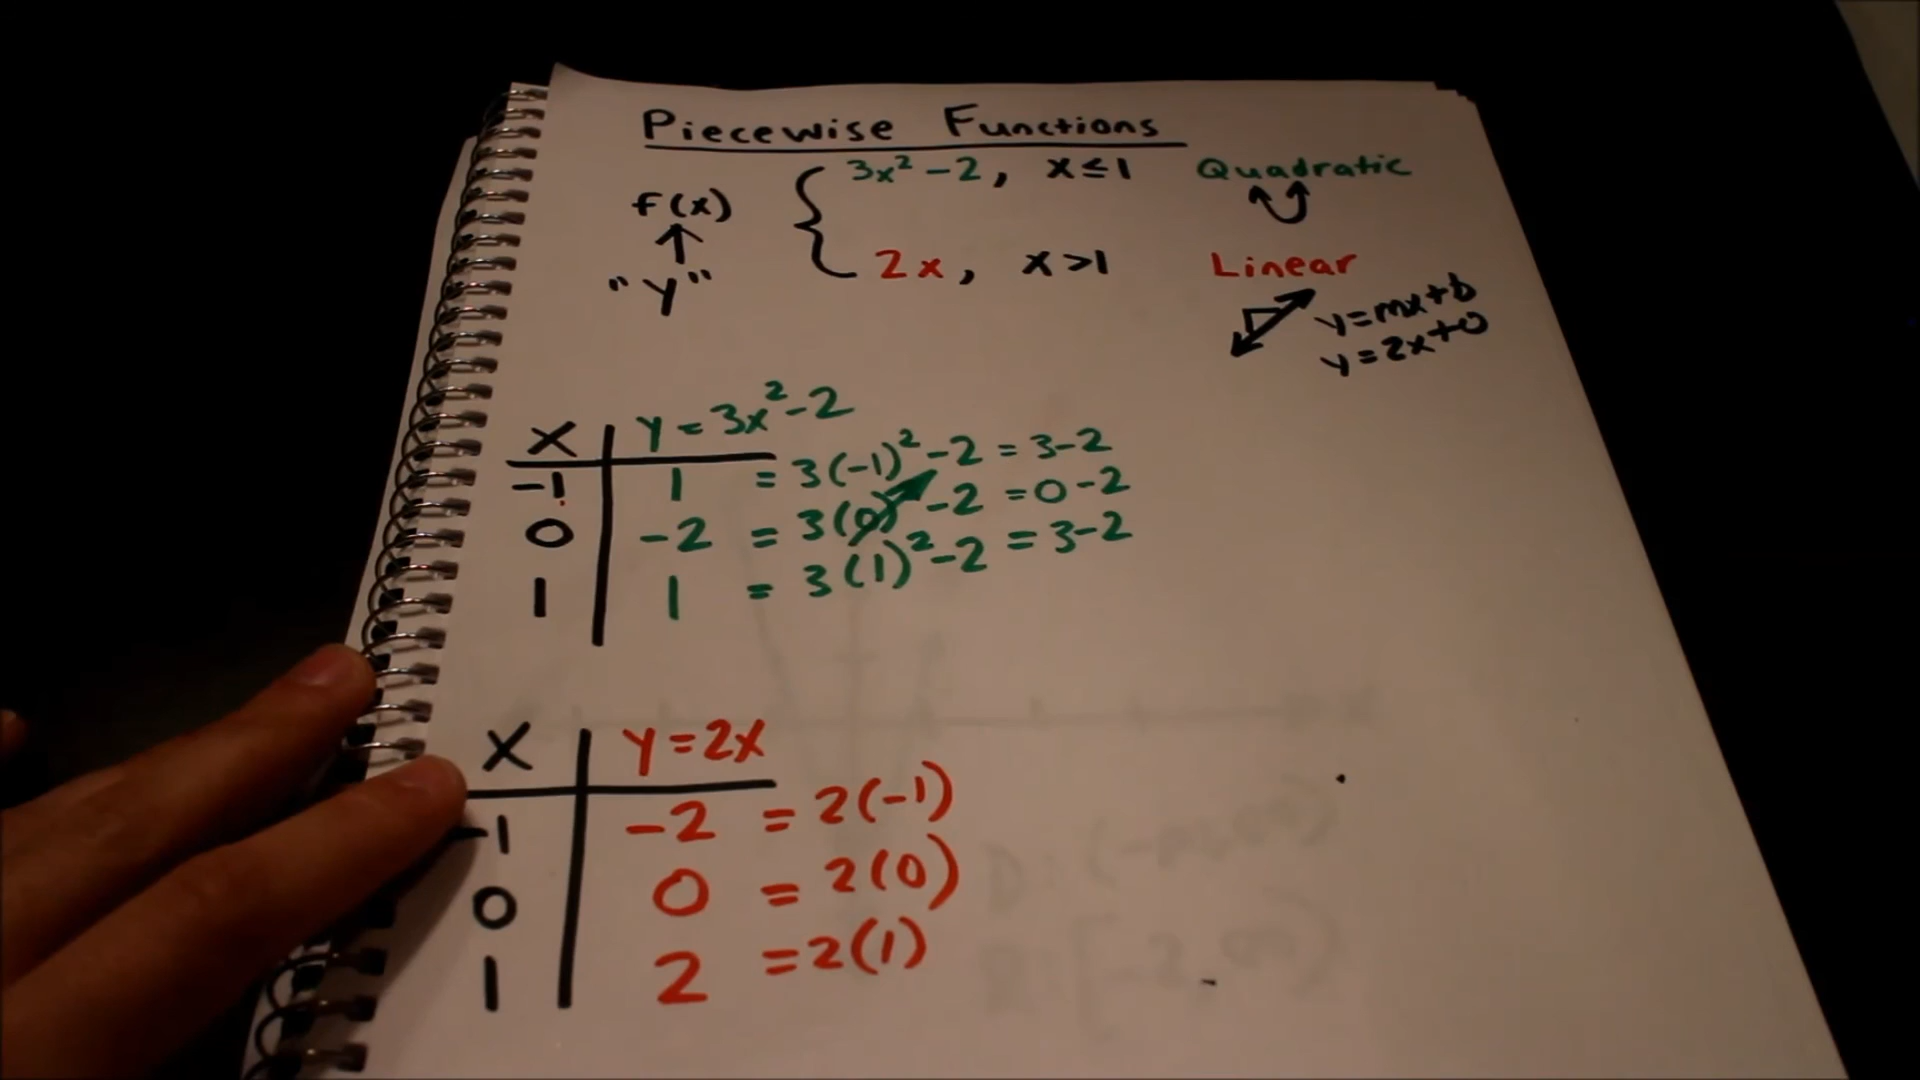 Piecewise Functions
f(x) { 3x² - 2, x ≤ 1 Quadratic
2x, x > 1 Linear
"y"
y = mx + b
y = 2x + 0
x | y = 3x² - 2
-1 | 1 = 3(-1)² - 2 = 3 - 2
0 | -2 = 3(0) - 2 = 0 - 2
1 | 1 = 3(1)² - 2 = 3 - 2
x | y = 2x
-1 | -2 = 2(-1)
0 | 0 = 2(0)
1 | 2 = 2(1)
D: (-∞, ∞)
[-2, ∞)